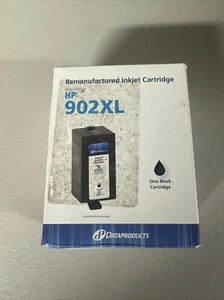 Remanufactured Inkjet Cartridge
HP
902XL
One Black
Cartridge
DATAPRODUCTS